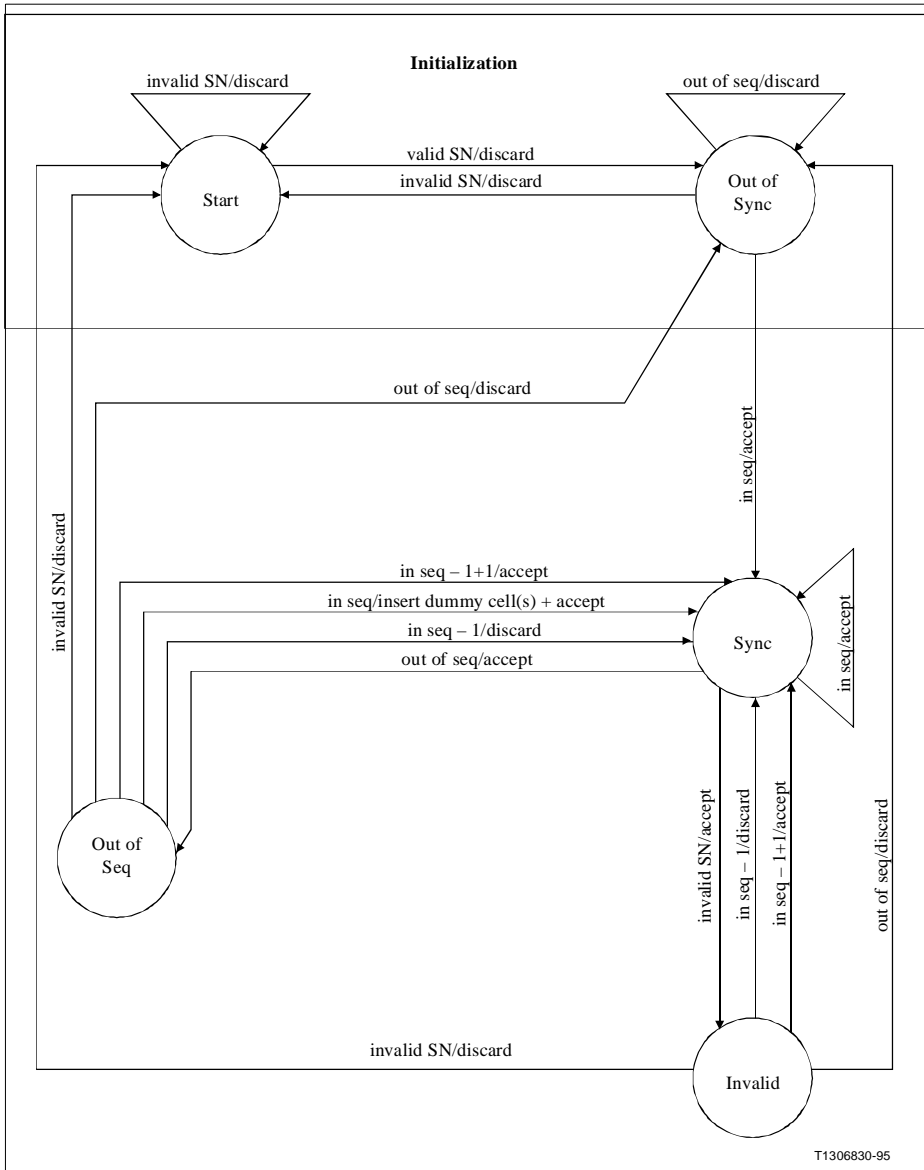 Initialization
invalid SN/discard
out of seq/discard
valid SN/discard
invalid SN/discard
Start
Out of
Sync
out of seq/discard
in seq/accept
invalid SN/discard
in seq – 1+1/accept
in seq/insert dummy cell(s) + accept
in seq – 1/discard
out of seq/accept
Sync
in seq/accept
Out of
Seq
invalid SN/accept
in seq – 1/discard
in seq – 1+1/accept
out of seq/discard
invalid SN/discard
Invalid
T1306830-95